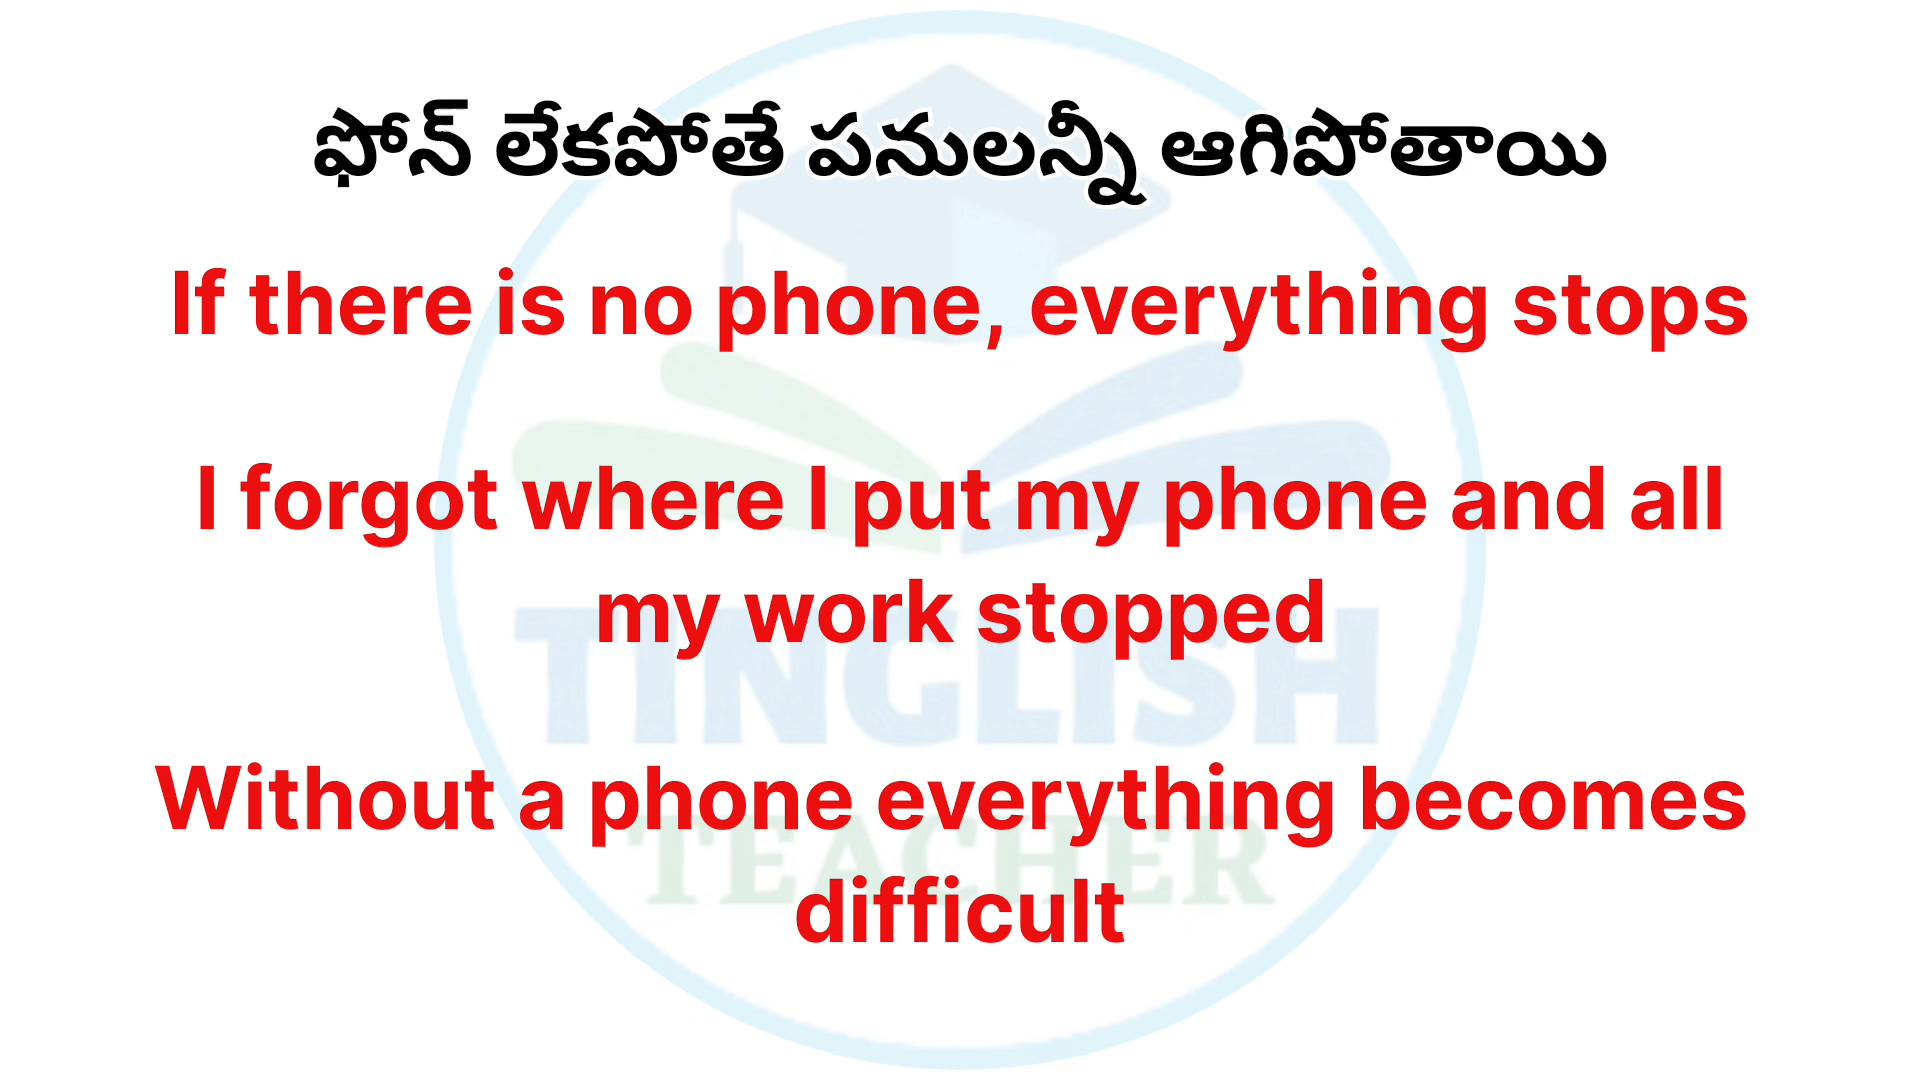 ఫోన్ లేకపోతే పనులన్నీ ఆగిపోతాయి
If there is no phone, everything stops
I forgot where I put my phone and all
my work stopped
TINGLISH
Without a phone everything becomes
TEACHER
difficult